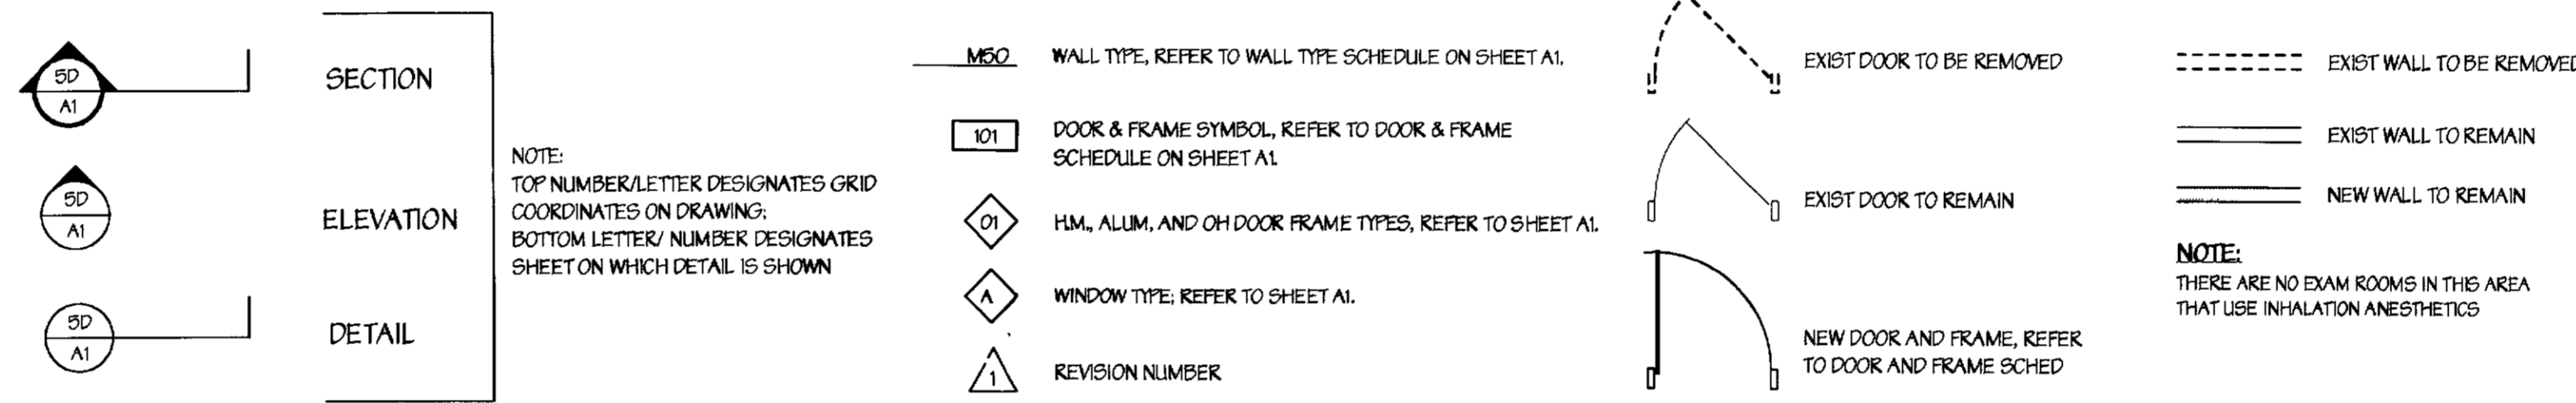 5D
A1
SECTION
5D
A1
ELEVATION
5D
A1
DETAIL
NOTE:
TOP NUMBER/LETTER DESIGNATES GRID
COORDINATES ON DRAWING;
BOTTOM LETTER/ NUMBER DESIGNATES
SHEET ON WHICH DETAIL IS SHOWN
M50
WALL TYPE, REFER TO WALL TYPE SCHEDULE ON SHEET A1.
101
DOOR & FRAME SYMBOL, REFER TO DOOR & FRAME
SCHEDULE ON SHEET A1.
01
H.M., ALUM, AND OH DOOR FRAME TYPES, REFER TO SHEET A1.
A
WINDOW TYPE; REFER TO SHEET A1.
1
REVISION NUMBER
EXIST DOOR TO BE REMOVED
EXIST DOOR TO REMAIN
NEW DOOR AND FRAME, REFER
TO DOOR AND FRAME SCHED
EXIST WALL TO BE REMOVED
EXIST WALL TO REMAIN
NEW WALL TO REMAIN
NOTE:
THERE ARE NO EXAM ROOMS IN THIS AREA
THAT USE INHALATION ANESTHETICS